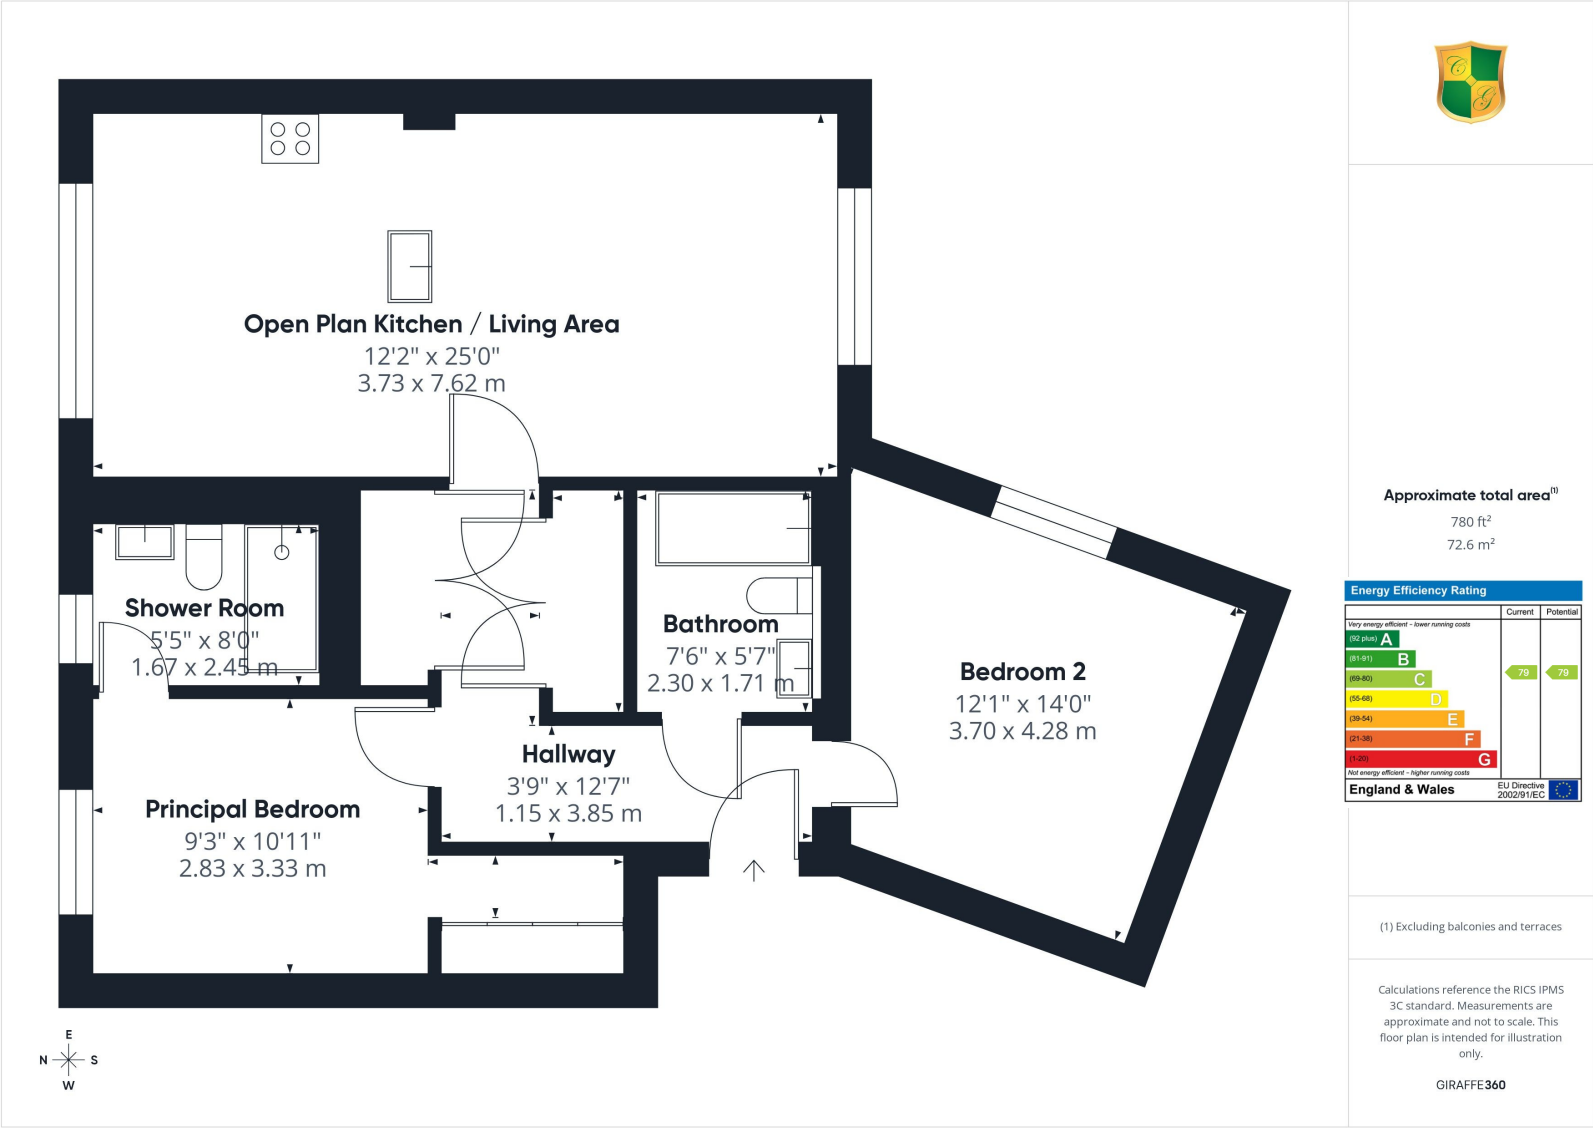 Open Plan Kitchen / Living Area
12'2" x 25'0"
3.73 x 7.62 m
Shower Room
5'5" x 8'0"
1.67 x 2.45 m
Bathroom
7'6" x 5'7"
2.30 x 1.71 m
Bedroom 2
12'1" x 14'0"
3.70 x 4.28 m
Hallway
3'9" x 12'7"
1.15 x 3.85 m
Principal Bedroom
9'3" x 10'11"
2.83 x 3.33 m
E
N S
W
C
G
Approximate total area(1)
780 ft²
72.6 m²
Energy Efficiency Rating
Current Potential
Very energy efficient - lower running costs
(92 plus) A
(81-91) B
(69-80) C 79 79
(55-68) D
(39-54) E
(21-38) F
(1-20) G
Not energy efficient - higher running costs
England & Wales
EU Directive
2002/91/EC
(1) Excluding balconies and terraces
Calculations reference the RICS IPMS
3C standard. Measurements are
approximate and not to scale. This
floor plan is intended for illustration
only.
GIRAFFE360